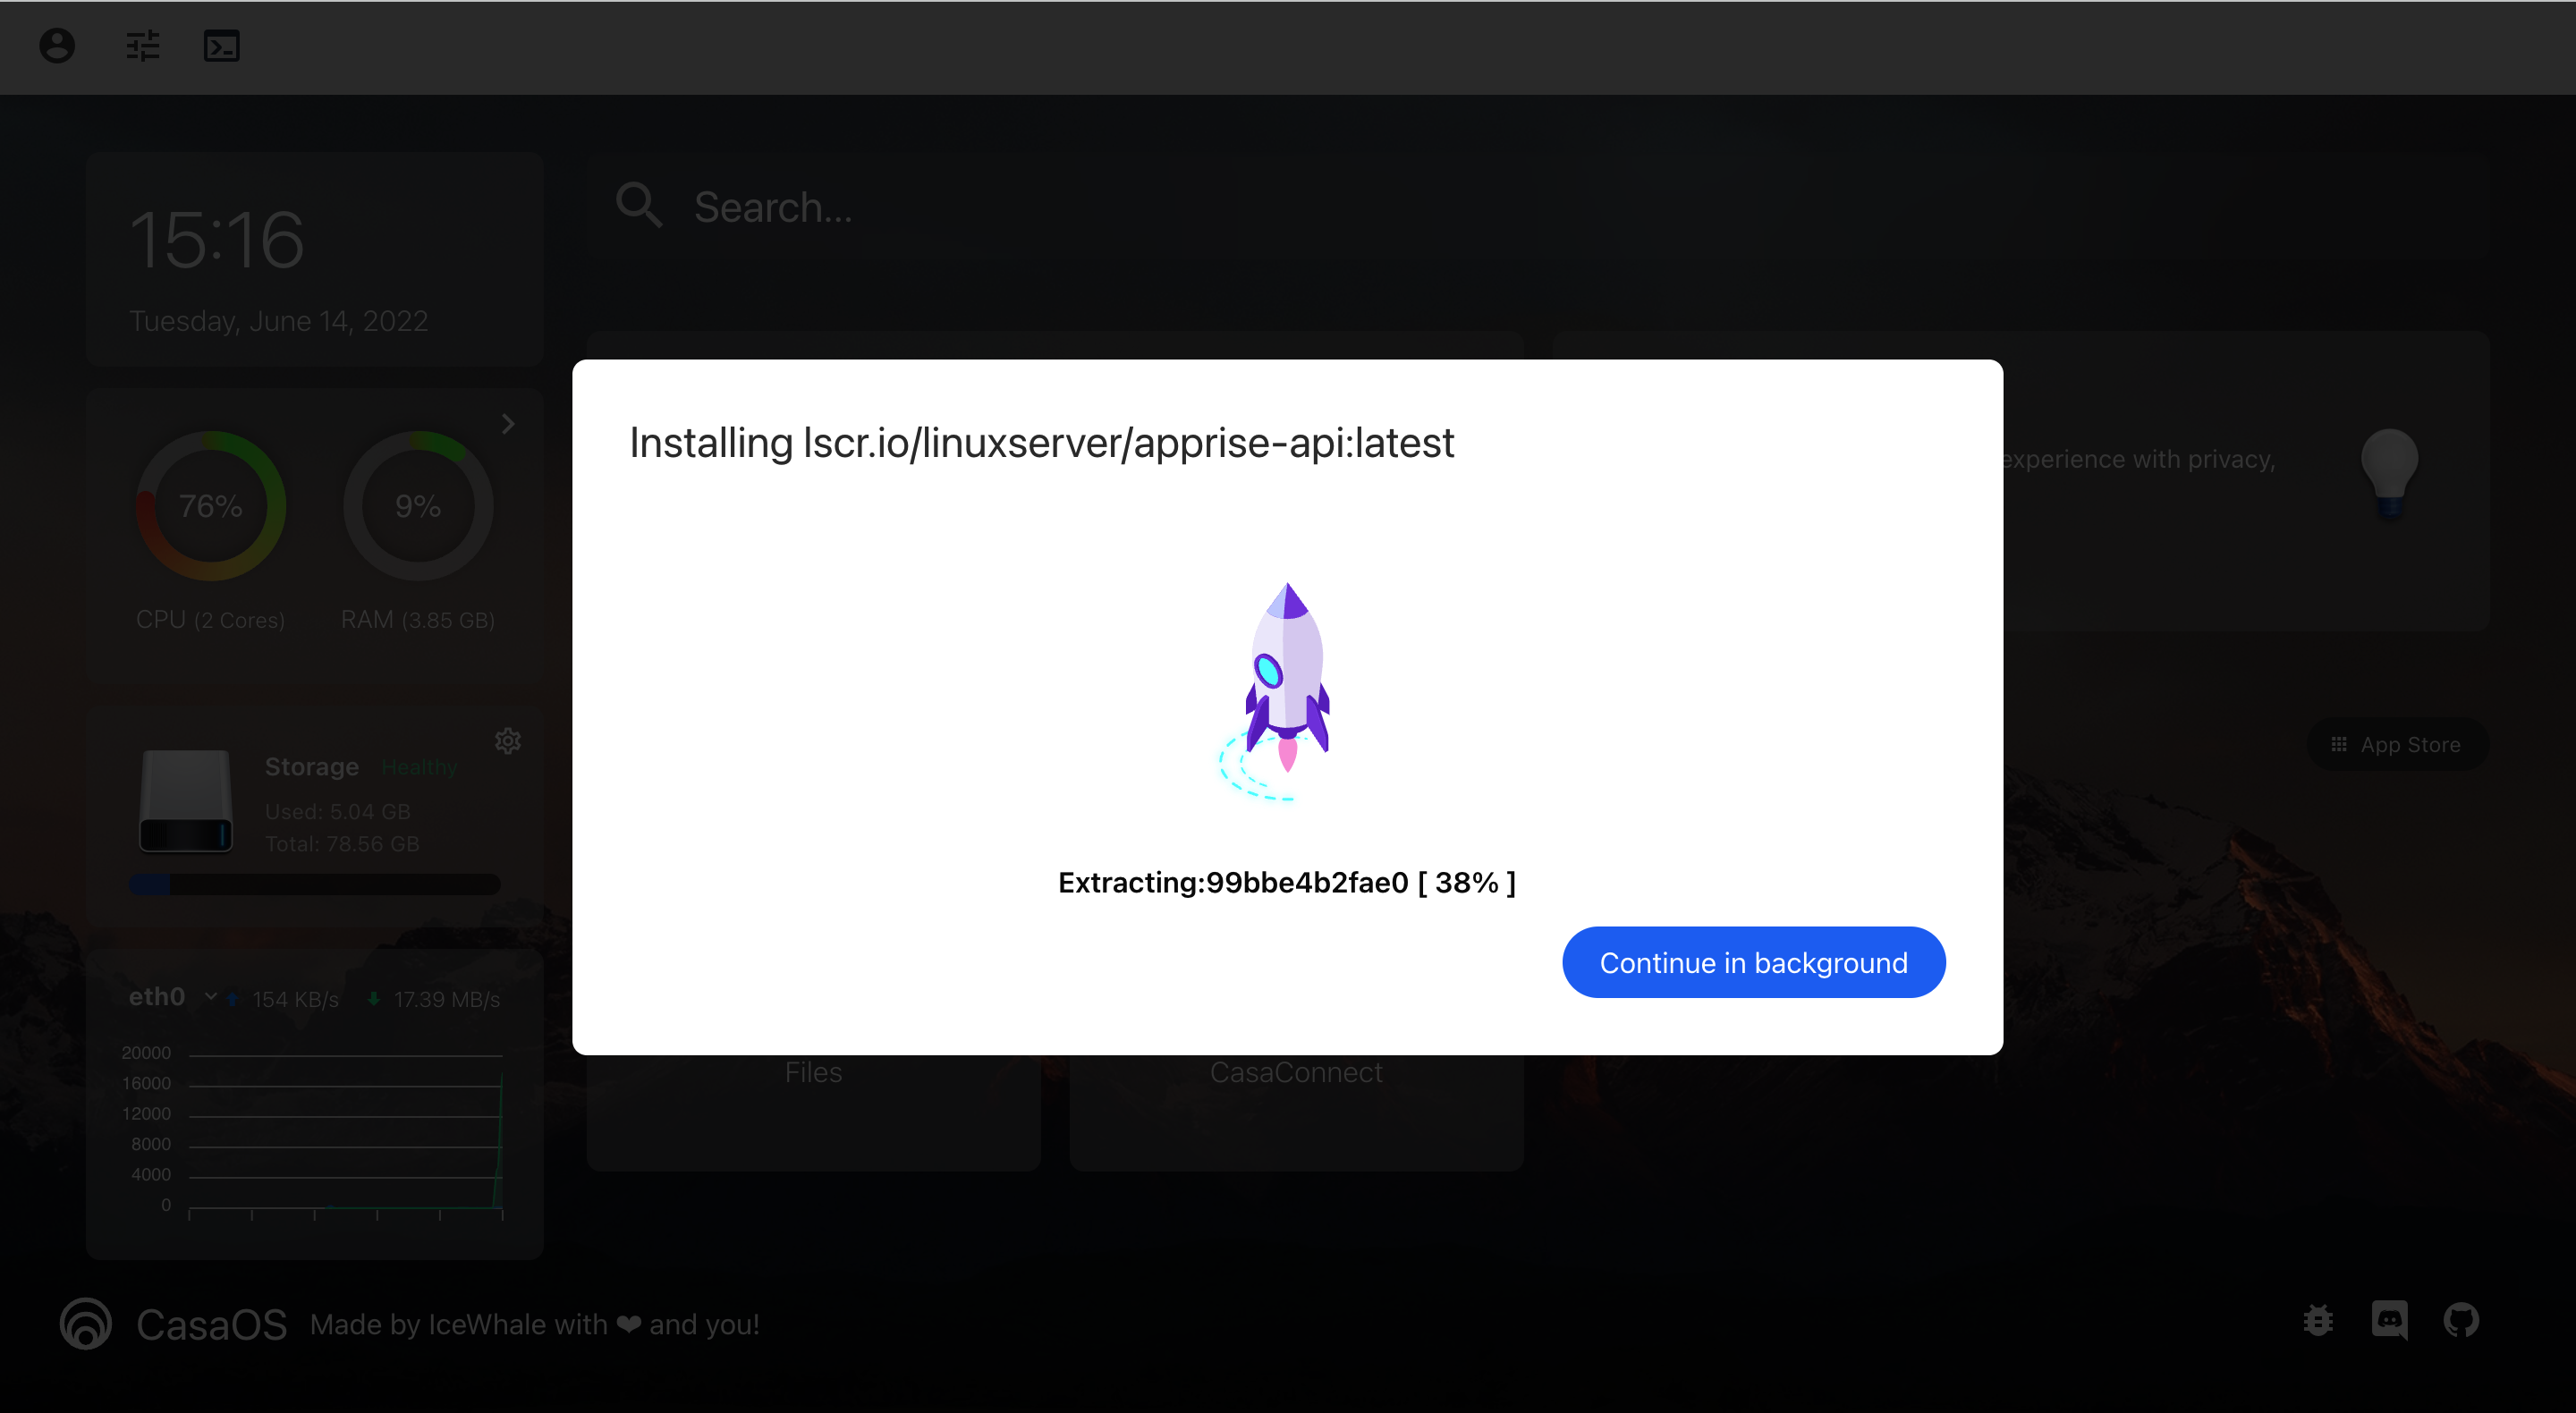 15:16
Tuesday, June 14, 2022
Search...
76%
9%
CPU (2 Cores)
RAM (3.85 GB)
Storage Healthy
Used: 5.04 GB
Total: 78.56 GB
eth0 154 KB/s 17.39 MB/s
20000
16000
12000
8000
4000
0
Installing lscr.io/linuxserver/apprise-api:latest
Extracting:99bbe4b2fae0 [ 38% ]
Continue in background
experience with privacy,
App Store
Files
CasaConnect
CasaOS Made by IceWhale with ❤ and you!